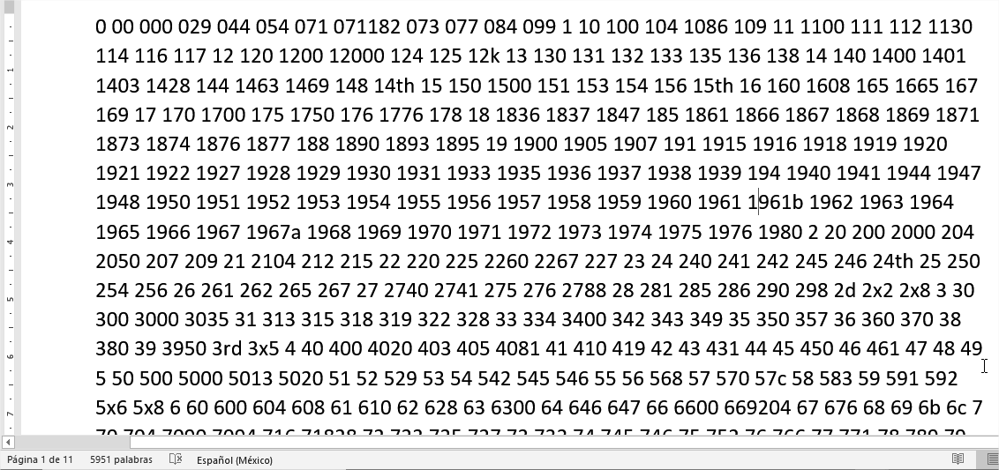 0 00 000 029 044 054 071 071182 073 077 084 099 1 10 100 104 1086 109 11 1100 111 112 1130
114 116 117 12 120 1200 12000 124 125 12k 13 130 131 132 133 135 136 138 14 140 1400 1401
1403 1428 144 1463 1469 148 14th 15 150 1500 151 153 154 156 15th 16 160 1608 165 1665 167
169 17 170 1700 175 1750 176 1776 178 18 1836 1837 1847 185 1861 1866 1867 1868 1869 1871
1873 1874 1876 1877 188 1890 1893 1895 19 1900 1905 1907 191 1915 1916 1918 1919 1920
1921 1922 1927 1928 1929 1930 1931 1933 1935 1936 1937 1938 1939 194 1940 1941 1944 1947
1948 1950 1951 1952 1953 1954 1955 1956 1957 1958 1959 1960 1961 1961b 1962 1963 1964
1965 1966 1967 1967a 1968 1969 1970 1971 1972 1973 1974 1975 1976 1980 2 20 200 2000 204
2050 207 209 21 2104 212 215 22 220 225 2260 2267 227 23 24 240 241 242 245 246 24th 25 250
254 256 26 261 262 265 267 27 2740 2741 275 276 2788 28 281 285 286 290 298 2d 2x2 2x8 3 30
300 3000 3035 31 313 315 318 319 322 328 33 334 3400 342 343 349 35 350 357 36 360 370 38
380 39 3950 3rd 3x5 4 40 400 4020 403 405 4081 41 410 419 42 43 431 44 45 450 46 461 47 48 49
5 50 500 5000 5013 5020 51 52 529 53 54 542 545 546 55 56 568 57 570 57c 58 583 59 591 592
5x6 5x8 6 60 600 604 608 61 610 62 628 63 6300 64 646 647 66 6600 669204 67 676 68 69 6b 6c 7
1
2
3
4
5
6
7
Página 1 de 11 5951 palabras Español (México)